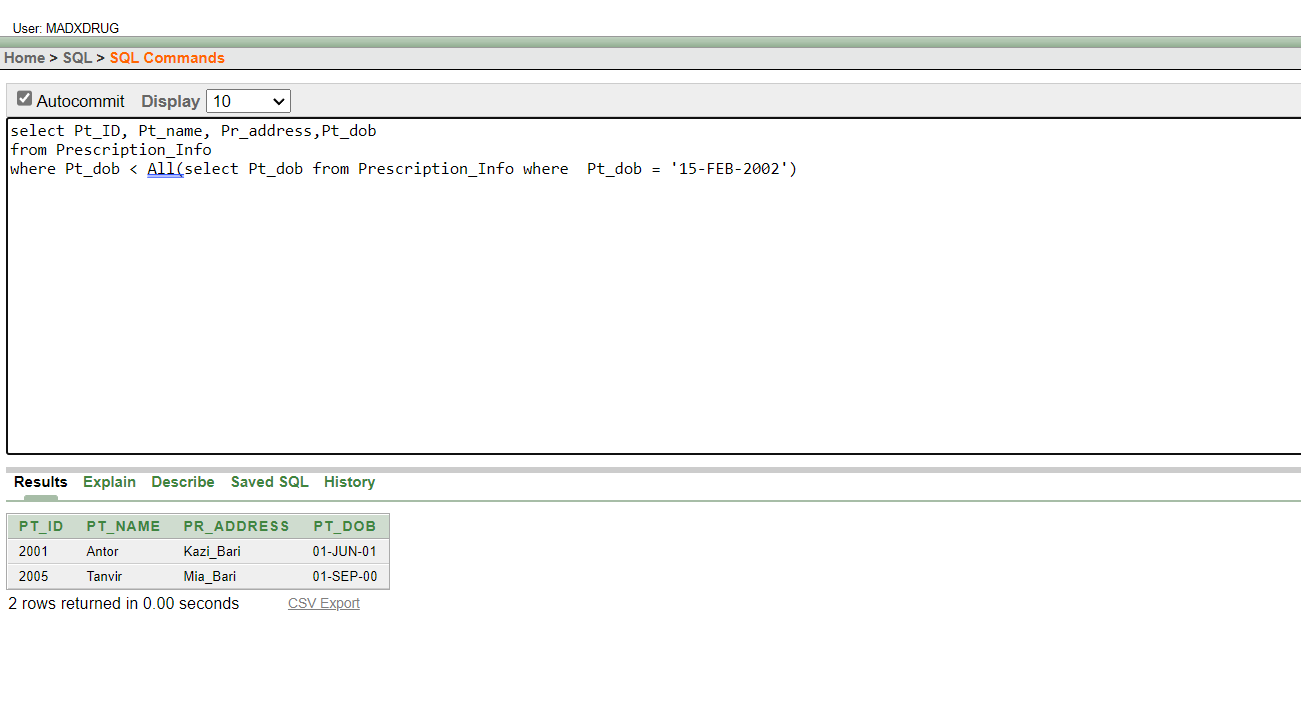 User: MADXDRUG
Home > SQL > SQL Commands
Autocommit Display 10
select Pt_ID, Pt_name, Pr_address,Pt_dob
from Prescription_Info
where Pt_dob < All(select Pt_dob from Prescription_Info where  Pt_dob = '15-FEB-2002')
Results Explain Describe Saved SQL History
PT_ID PT_NAME PR_ADDRESS PT_DOB
2001 Antor Kazi_Bari 01-JUN-01
2005 Tanvir Mia_Bari 01-SEP-00
2 rows returned in 0.00 seconds CSV Export